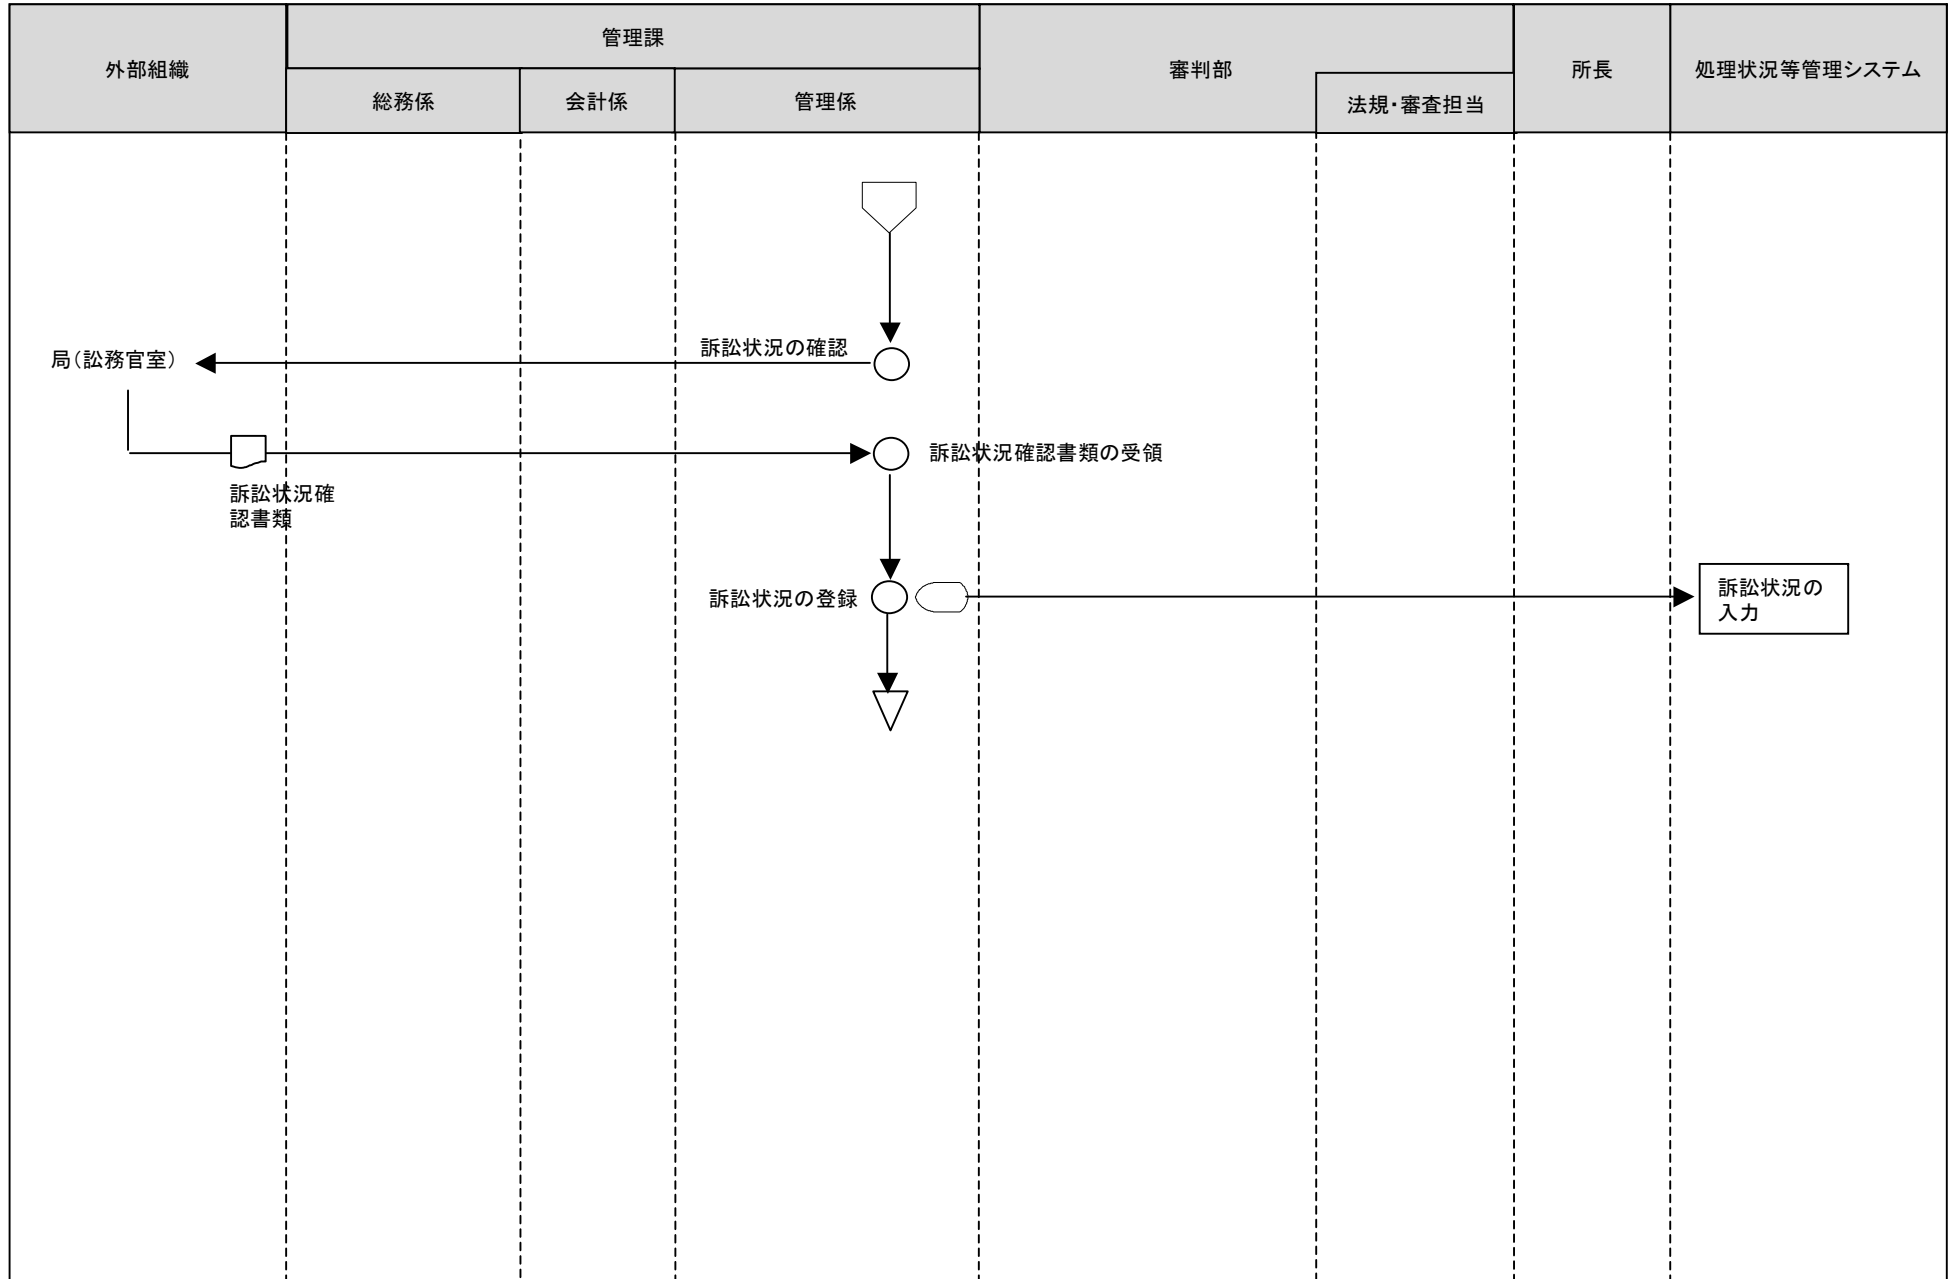 外部組織
管理課
総務係
会計係
管理係
審判部
法規・審査担当
所長
処理状況等管理システム
訴訟状況の確認
局（訟務官室）
訴訟状況確認書類の受領
訴訟状況確
認書類
訴訟状況の登録
訴訟状況の
入力